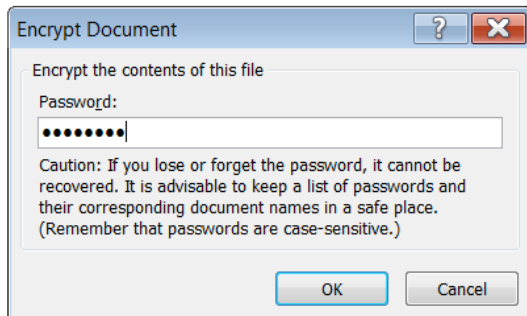 Encrypt Document
Encrypt the contents of this file
Password:
●●●●●●●●
Caution: If you lose or forget the password, it cannot be
recovered. It is advisable to keep a list of passwords and
their corresponding document names in a safe place.
(Remember that passwords are case-sensitive.)
OK Cancel